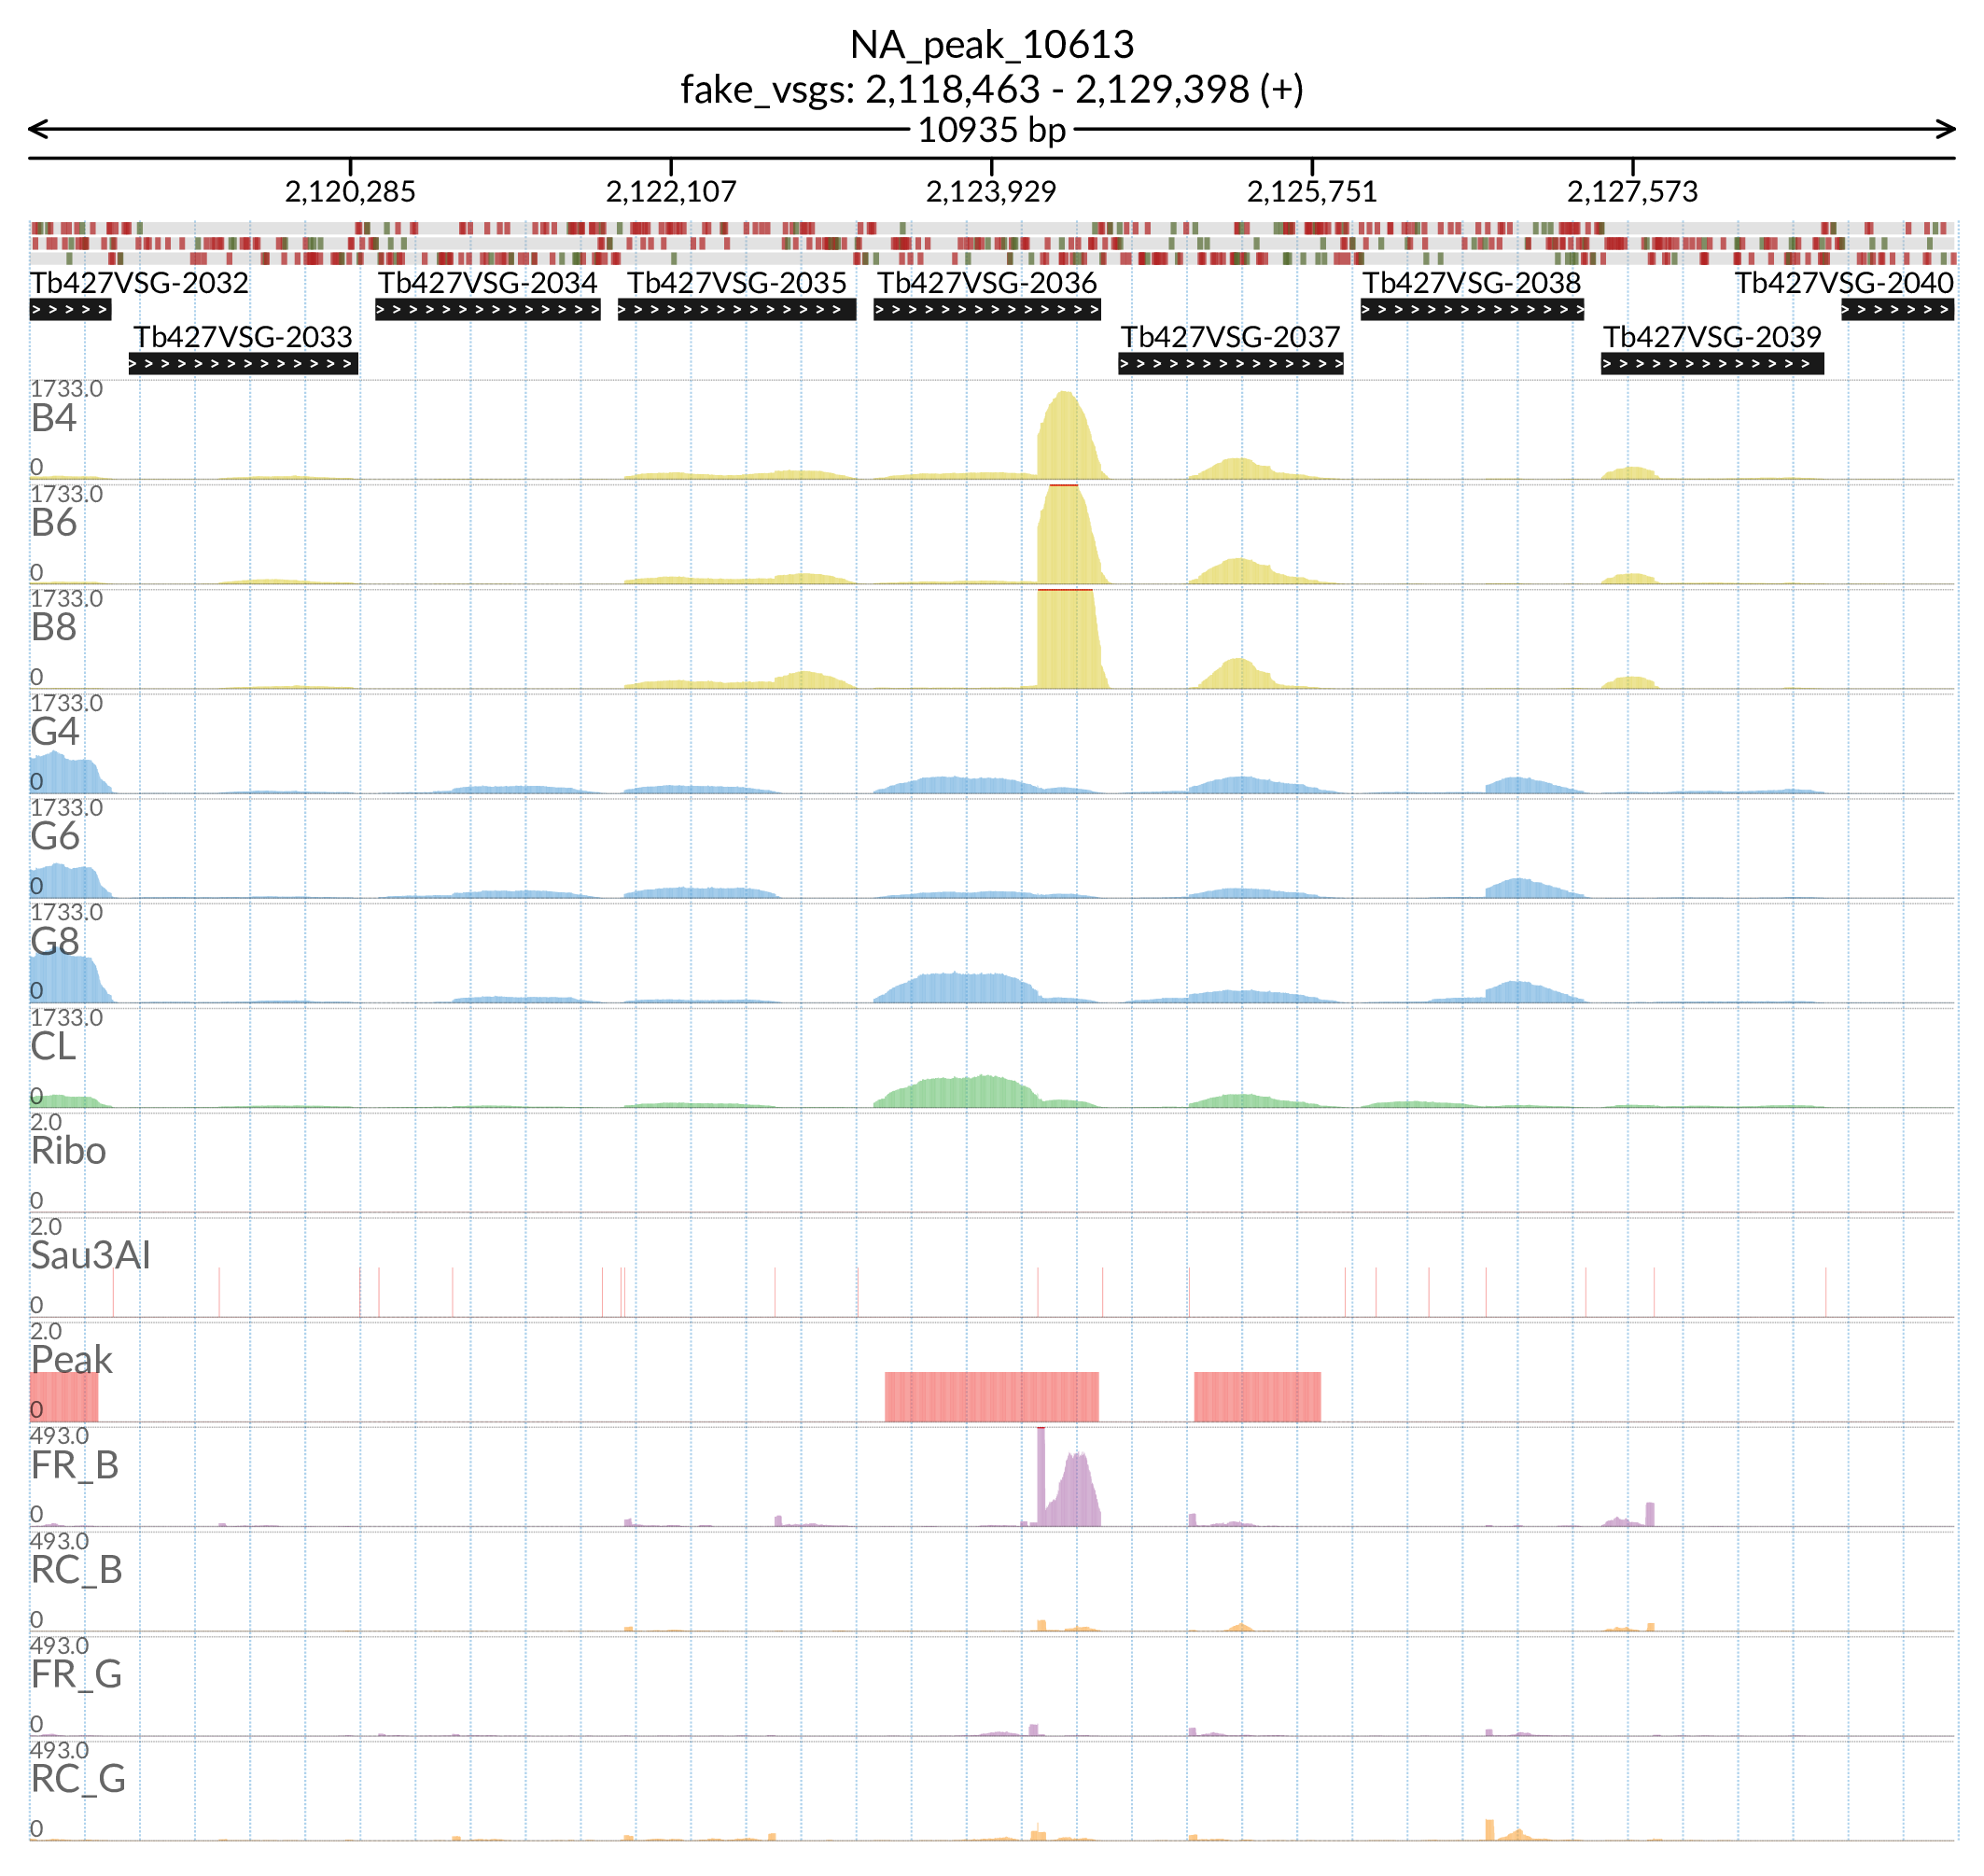 NA_peak_10613
fake_vsgs: 2,118,463 - 2,129,398 (+)
10935 bp
2,120,285 2,122,107 2,123,929 2,125,751 2,127,573
Tb427VSG-2032 Tb427VSG-2034 Tb427VSG-2035 Tb427VSG-2036 Tb427VSG-2038 Tb427VSG-2040
Tb427VSG-2033 Tb427VSG-2037 Tb427VSG-2039
1733.0
B4
0
1733.0
B6
0
1733.0
B8
0
1733.0
G4
0
1733.0
G6
0
1733.0
G8
0
1733.0
CL
0
2.0
Ribo
0
2.0
Sau3AI
0
2.0
Peak
0
493.0
FR_B
0
493.0
RC_B
0
493.0
FR_G
0
493.0
RC_G
0